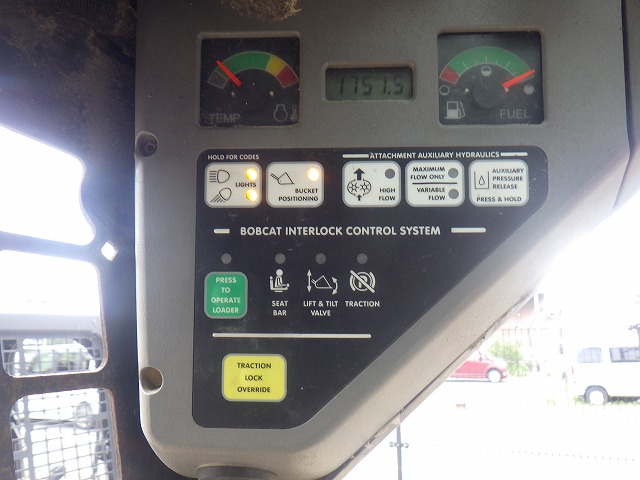 TEMP
1757.5
FUEL
HOLD FOR CODES
LIGHTS
BUCKET
POSITIONING
ATTACHMENT AUXILIARY HYDRAULICS
HIGH
FLOW
MAXIMUM
FLOW ONLY
VARIABLE
FLOW
AUXILIARY
PRESSURE
RELEASE
PRESS & HOLD
BOBCAT INTERLOCK CONTROL SYSTEM
PRESS
TO
OPERATE
LOADER
SEAT
BAR
LIFT & TILT
VALVE
TRACTION
TRACTION
LOCK
OVERRIDE